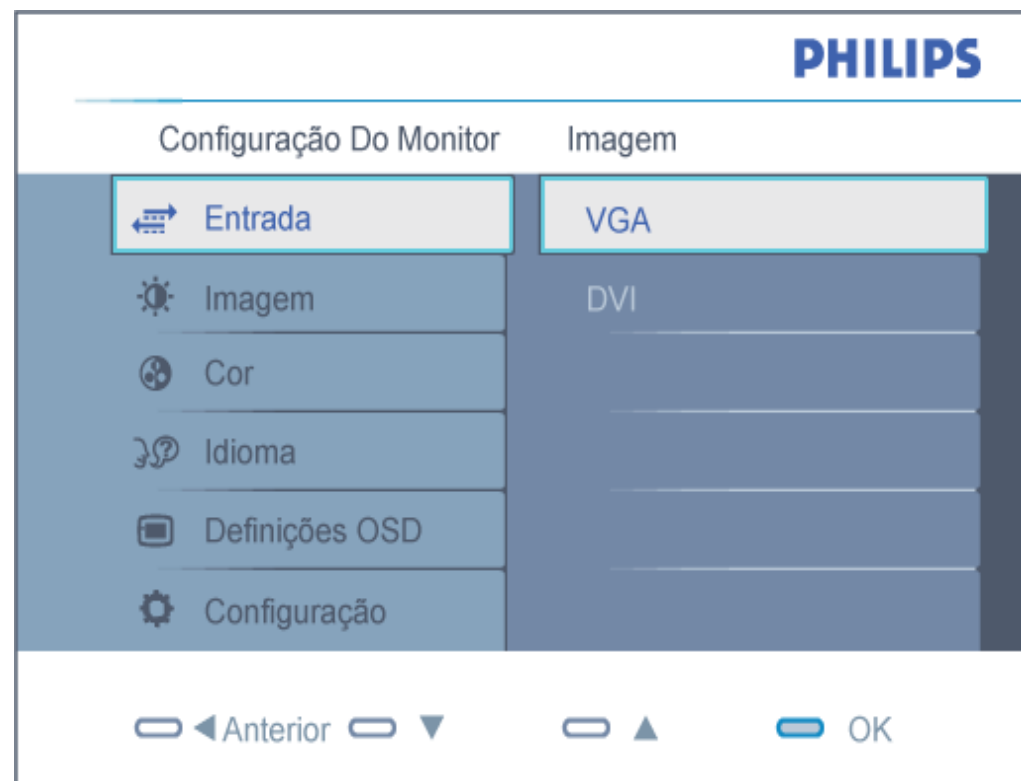 PHILIPS
Configuração Do Monitor Imagem
Entrada VGA
Imagem DVI
Cor
Idioma
Definições OSD
Configuração
Anterior OK